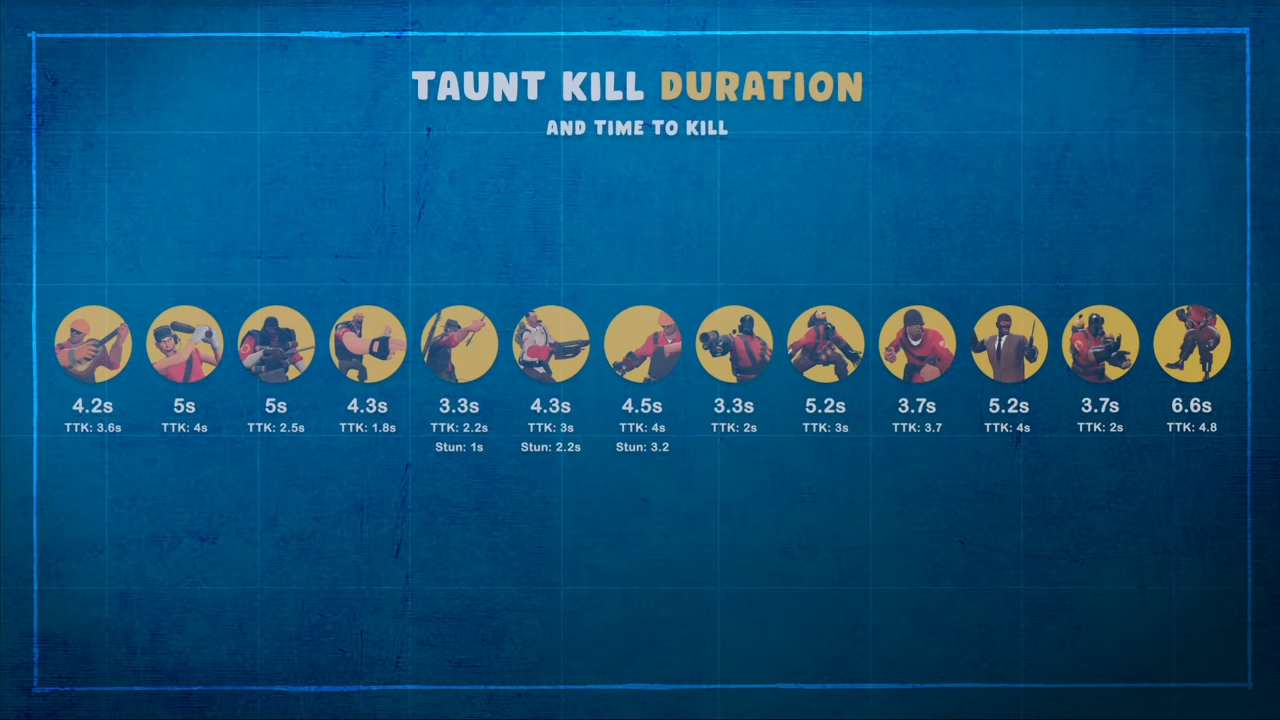 TAUNT KILL DURATION
AND TIME TO KILL
4.2s 5s 5s 4.3s 3.3s 4.3s 4.5s 3.3s 5.2s 3.7s 5.2s 3.7s 6.6s
TTK: 3.6s TTK: 4s TTK: 2.5s TTK: 1.8s TTK: 2.2s TTK: 3s TTK: 4s TTK: 2s TTK: 3s TTK: 3.7 TTK: 4s TTK: 2s TTK: 4.8
Stun: 1s Stun: 2.2s Stun: 3.2